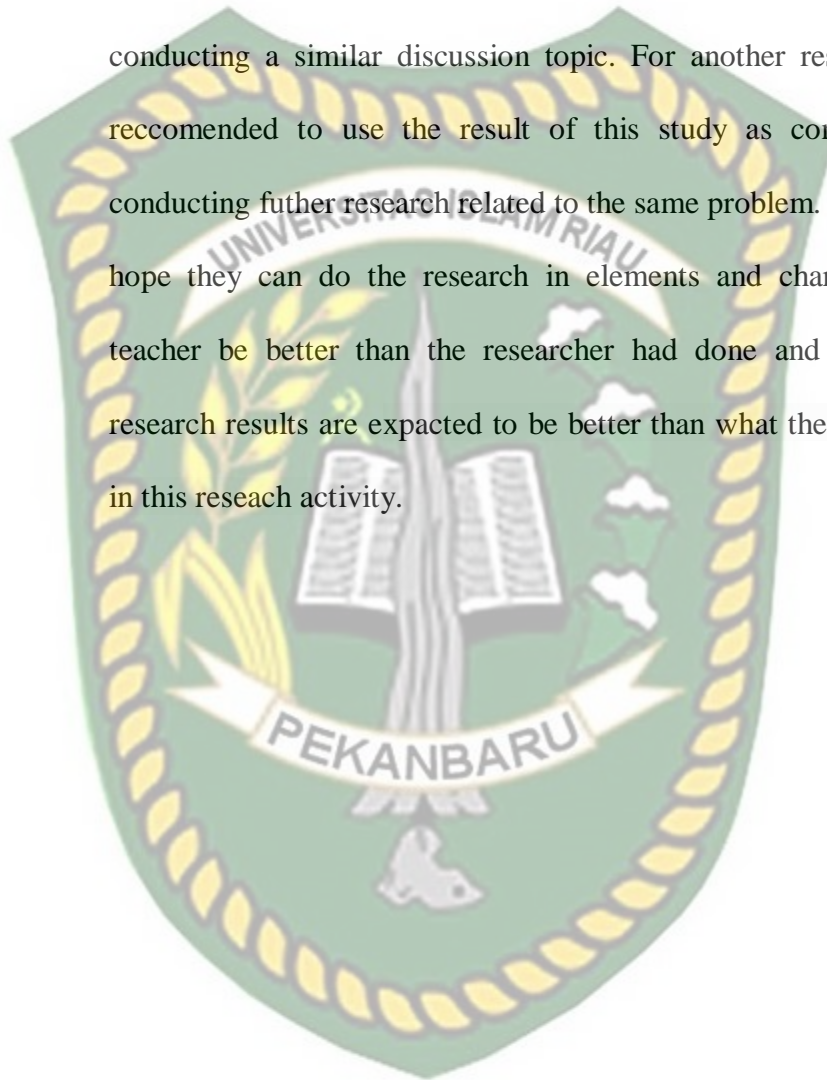 conducting a similar discussion topic. For another
reccomended to use the result of this study as
conducting futher research related to the same problem.
hope they can do the research in elements and
teacher be better than the researcher had done and
research results are expacted to be better than what the
in this reseach activity.
UNIVERSITAS ISLAM RIAU
PEKANBARU